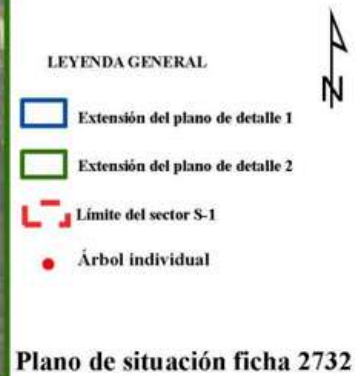 N
LEYENDA GENERAL
Extensión del plano de detalle 1
Extensión del plano de detalle 2
Límite del sector S-1
Árbol individual
Plano de situación ficha 2732